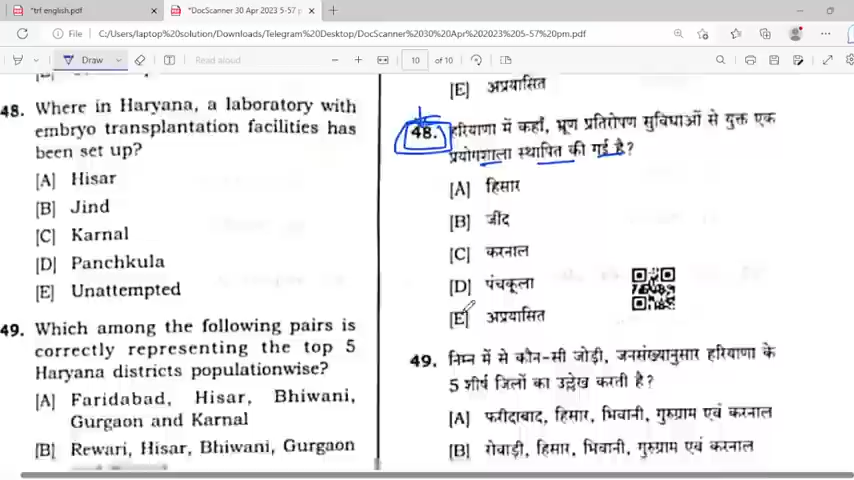 *trf english.pdf
*DocScanner 30 Apr 2023 5-57 p
File
C:/Users/laptop%20solution/Downloads/Telegram%20Desktop/DocScanner%2030%20Apr%202023%205-57%20pm.pdf
Draw
Read aloud
10
of 10
48. Where in Haryana, a laboratory with
embryo transplantation facilities has
been set up?
[A] Hisar
[B] Jind
[C] Karnal
[D] Panchkula
[E] Unattempted
49. Which among the following pairs is
correctly representing the top 5
Haryana districts populationwise?
[A] Faridabad, Hisar, Bhiwani,
Gurgaon and Karnal
[B] Rewari, Hisar, Bhiwani, Gurgaon
[E] अप्रयासित
48. हरियाणा में कहाँ, भ्रूण प्रतिरोपण सुविधाओं से युक्त एक
प्रयोगशाला स्थापित की गई है?
[A] हिसार
[B] जींद
[C] करनाल
[D] पंचकूला
[E] अप्रयासित
49. निम्न में से कौन-सी जोड़ी, जनसंख्यानुसार हरियाणा के
5 शीर्ष जिलों का उल्लेख करती है?
[A] फरीदाबाद, हिसार, भिवानी, गुरुग्राम एवं करनाल
[B] रोवाड़ी, हिसार, भिवानी, गुरुग्राम एवं करनाल